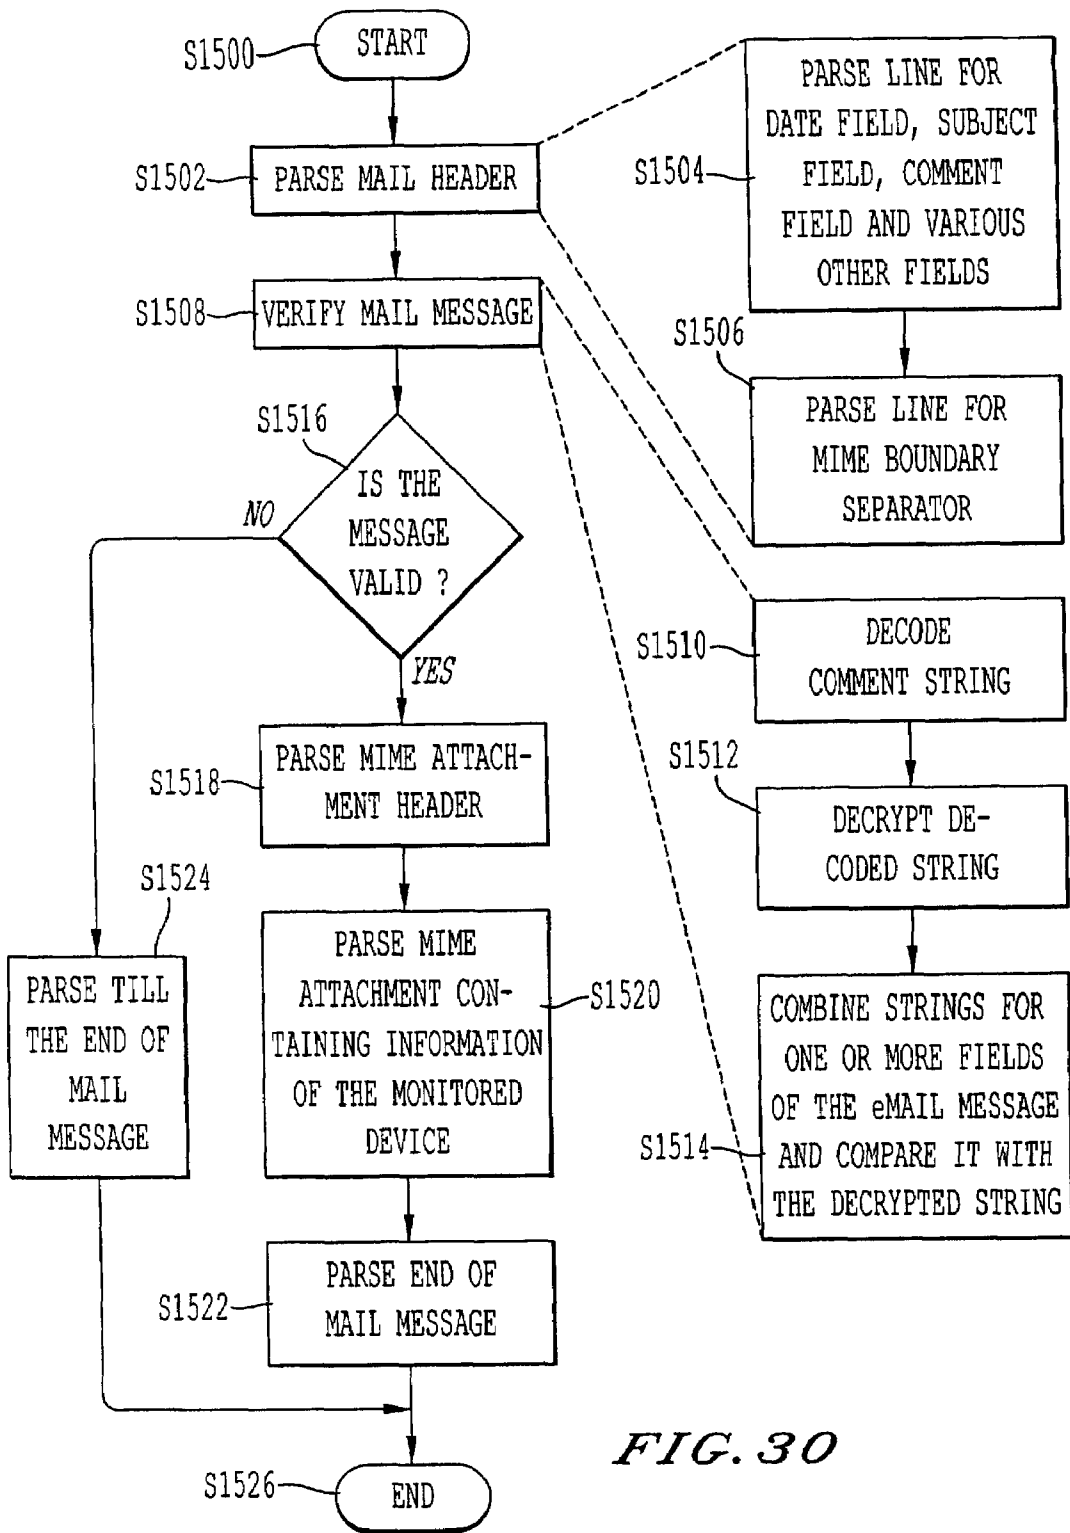 S1500
START
S1502
PARSE MAIL HEADER
S1504
PARSE LINE FOR
DATE FIELD, SUBJECT
FIELD, COMMENT
FIELD AND VARIOUS
OTHER FIELDS
S1506
PARSE LINE FOR
MIME BOUNDARY
SEPARATOR
S1508
VERIFY MAIL MESSAGE
S1510
DECODE
COMMENT STRING
S1512
DECRYPT DE-
CODED STRING
S1514
COMBINE STRINGS FOR
ONE OR MORE FIELDS
OF THE eMAIL MESSAGE
AND COMPARE IT WITH
THE DECRYPTED STRING
S1516
IS THE
MESSAGE
VALID ?
NO
YES
S1518
PARSE MIME ATTACH-
MENT HEADER
S1520
PARSE MIME
ATTACHMENT CON-
TAINING INFORMATION
OF THE MONITORED
DEVICE
S1522
PARSE END OF
MAIL MESSAGE
S1524
PARSE TILL
THE END OF
MAIL
MESSAGE
S1526
END
FIG. 30